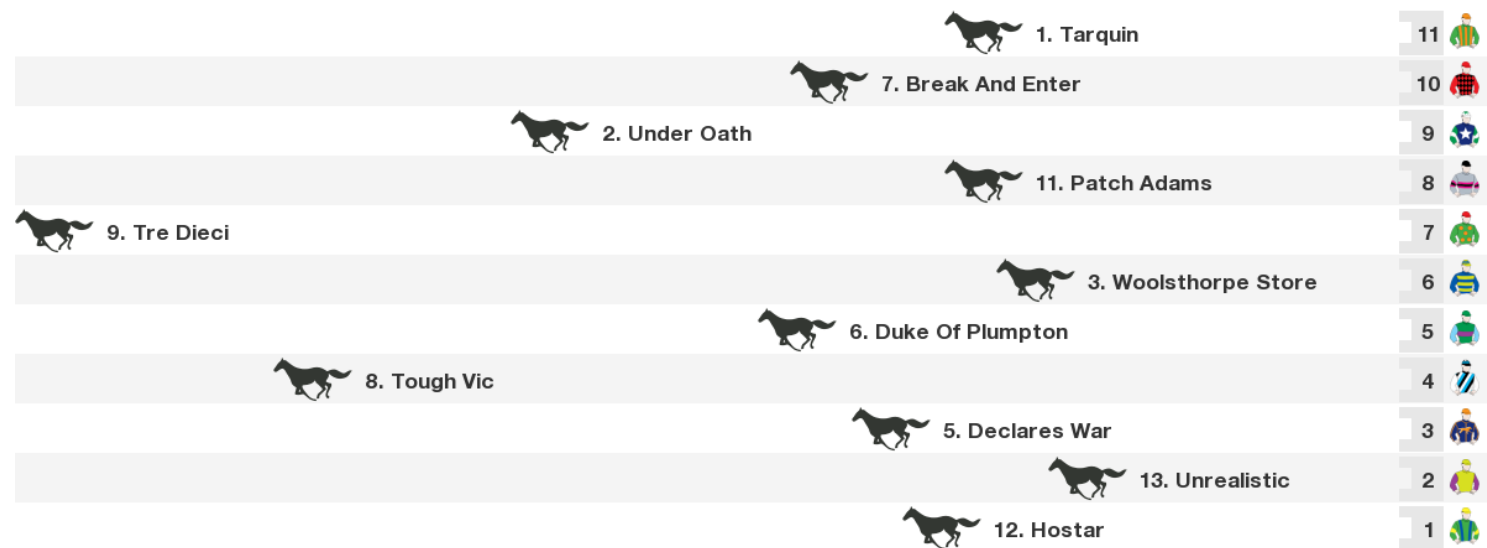 1. Tarquin 11
7. Break And Enter 10
2. Under Oath 9
11. Patch Adams 8
9. Tre Dieci 7
3. Woolsthorpe Store 6
6. Duke Of Plumpton 5
8. Tough Vic 4
5. Declares War 3
13. Unrealistic 2
12. Hostar 1